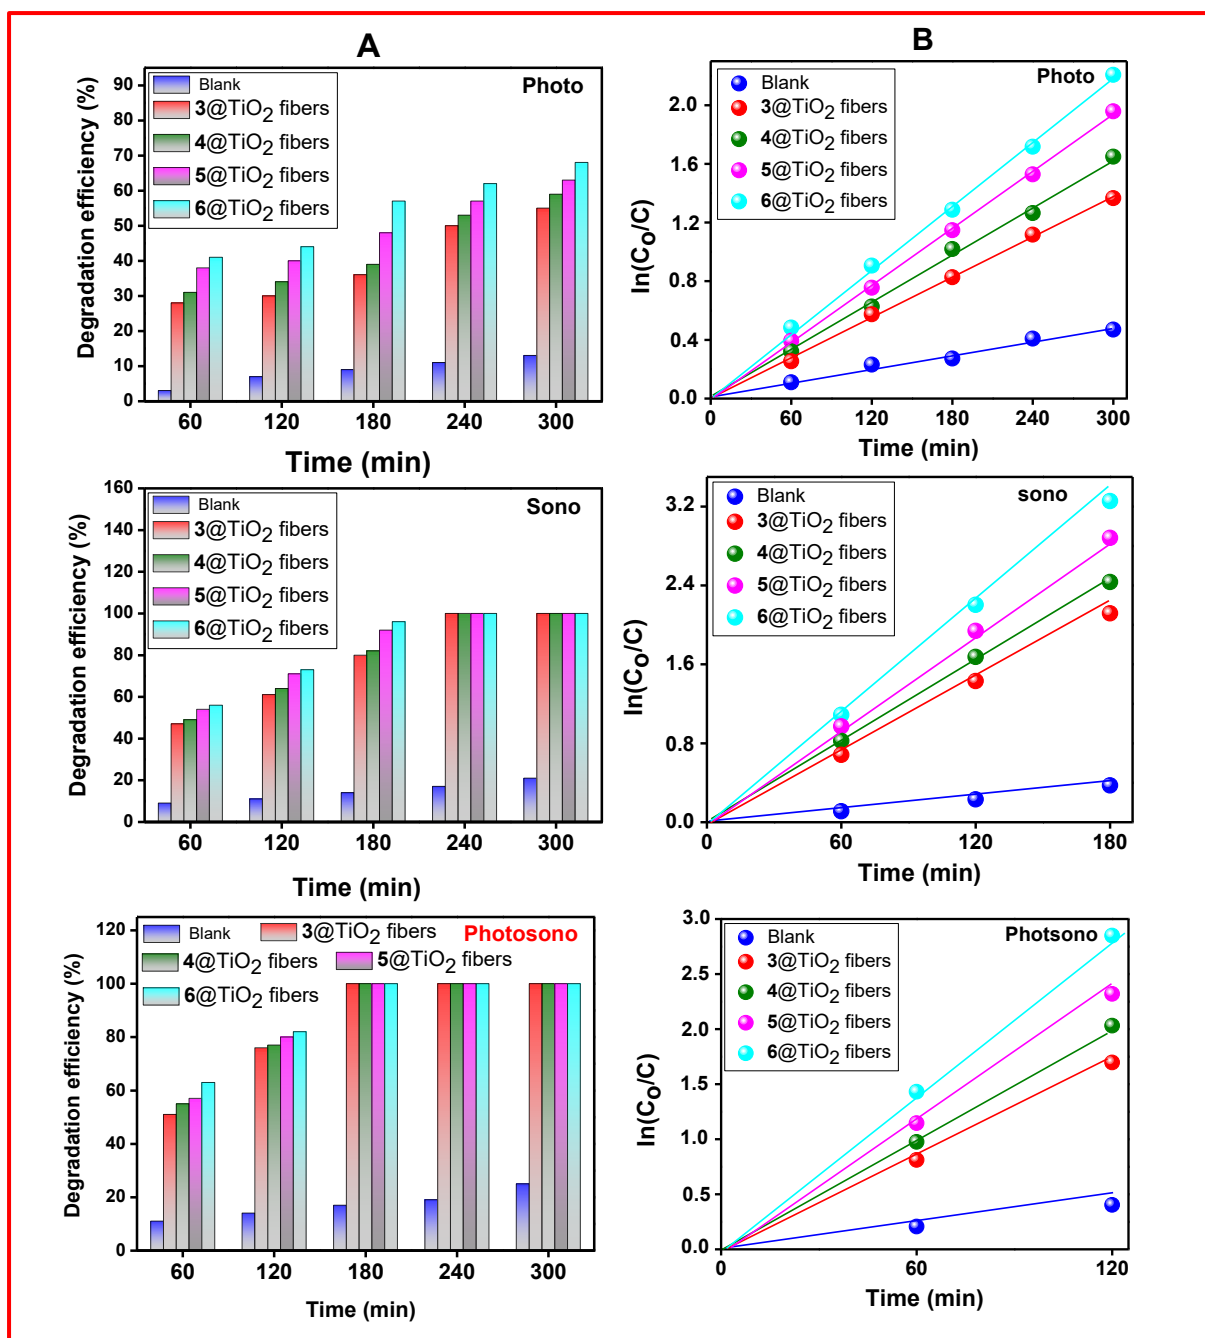 A
B
Degradation efficiency (%)
90
80
70
60
50
40
30
20
10
0
Blank
3@TiO2 fibers
4@TiO2 fibers
5@TiO2 fibers
6@TiO2 fibers
Photo
60 120 180 240 300
Time (min)
ln(CO/C)
2.0
1.6
1.2
0.8
0.4
0.0
Blank
3@TiO2 fibers
4@TiO2 fibers
5@TiO2 fibers
6@TiO2 fibers
Photo
0 60 120 180 240 300
Time (min)
Degradation efficiency (%)
160
140
120
100
80
60
40
20
0
Blank
3@TiO2 fibers
4@TiO2 fibers
5@TiO2 fibers
6@TiO2 fibers
Sono
60 120 180 240 300
Time (min)
ln(CO/C)
3.2
2.4
1.6
0.8
0.0
Blank
3@TiO2 fibers
4@TiO2 fibers
5@TiO2 fibers
6@TiO2 fibers
sono
0 60 120 180
Time (min)
Degradation efficiency (%)
120
100
80
60
40
20
0
Blank 3@TiO2 fibers
4@TiO2 fibers 5@TiO2 fibers
6@TiO2 fibers
Photosono
60 120 180 240 300
Time (min)
ln(CO/C)
3.0
2.5
2.0
1.5
1.0
0.5
0.0
Blank
3@TiO2 fibers
4@TiO2 fibers
5@TiO2 fibers
6@TiO2 fibers
Photsono
0 60 120
Time (min)